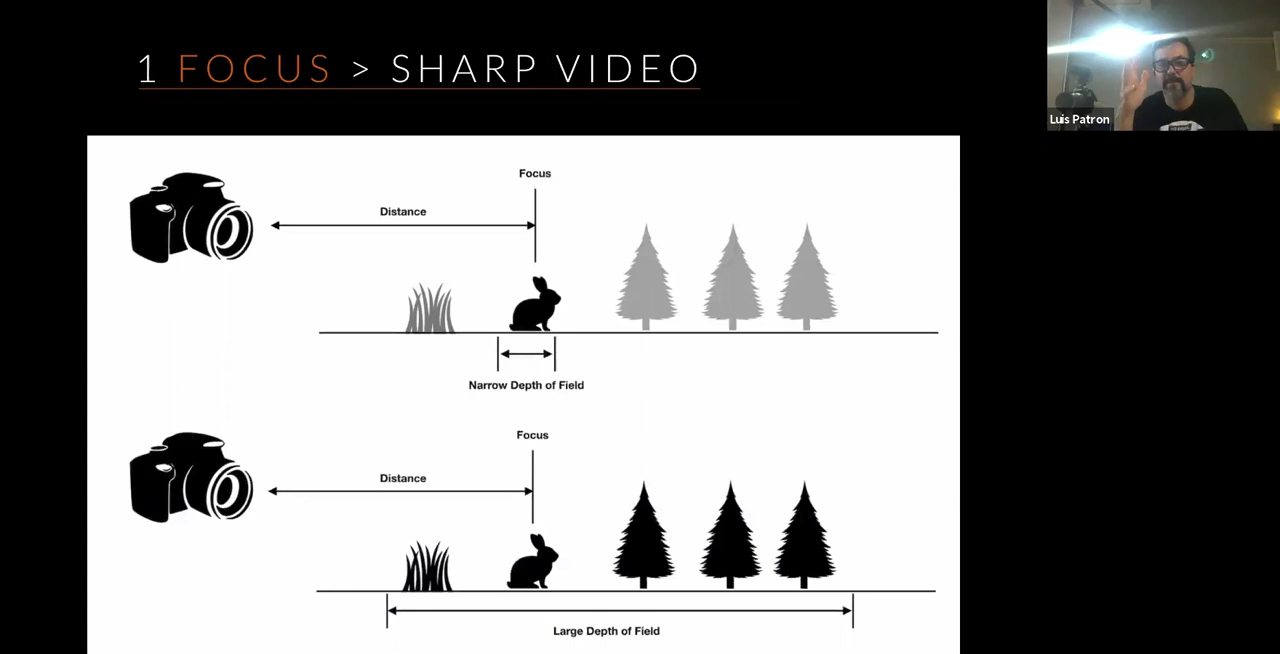 1 FOCUS > SHARP VIDEO
Luis Patron
Focus
Distance
Narrow Depth of Field
Focus
Distance
Large Depth of Field